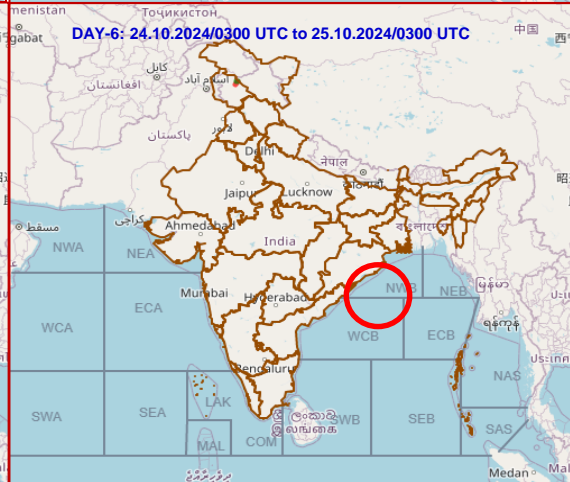 DAY-6: 24.10.2024/0300 UTC to 25.10.2024/0300 UTC
Тоҷикистон
中国
کابل
افغانستان
اسلام آباد
لاہور
پاکستان
Delhi
नेपाल
Jaipur
Lucknow
کراچی
مسقط
Ahmedabad
India
বাংলাদেশ
NWA
NEA
Mumbai
Hyderabad
NWB
NEB
ECA
WCA
WCB
ECB
Bengaluru
NAS
LAK
SWA
SEA
SWB
SEB
SAS
MAL
COM
Medan